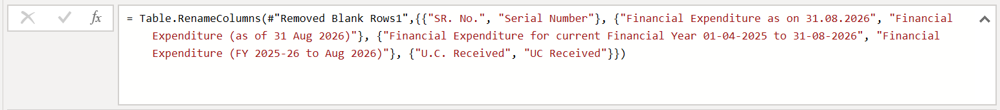 fx = Table.RenameColumns(#"Removed Blank Rows1",{{"SR. No.", "Serial Number"}, {"Financial Expenditure as on 31.08.2026", "Financial
Expenditure (as of 31 Aug 2026)"}, {"Financial Expenditure for current Financial Year 01-04-2025 to 31-08-2026", "Financial
Expenditure (FY 2025-26 to Aug 2026)"}, {"U.C. Received", "UC Received"}})